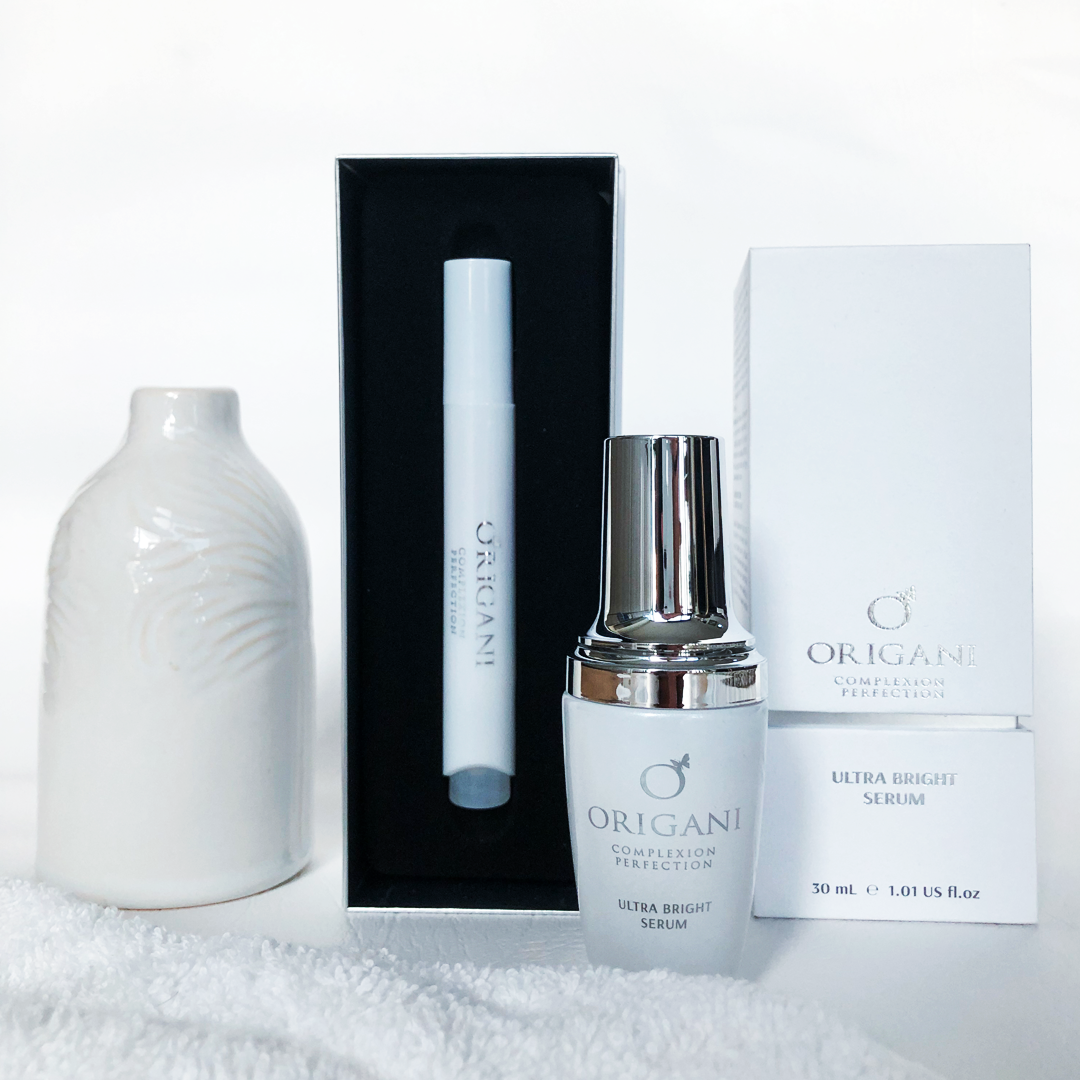 ORIGANI
COMPLEXION
PERFECTION
ORIGANI
COMPLEXION
PERFECTION
ULTRA BRIGHT
SERUM
ORIGANI
COMPLEXION
PERFECTION
ULTRA BRIGHT
SERUM
30 mL ℮ 1.01 US fl.oz